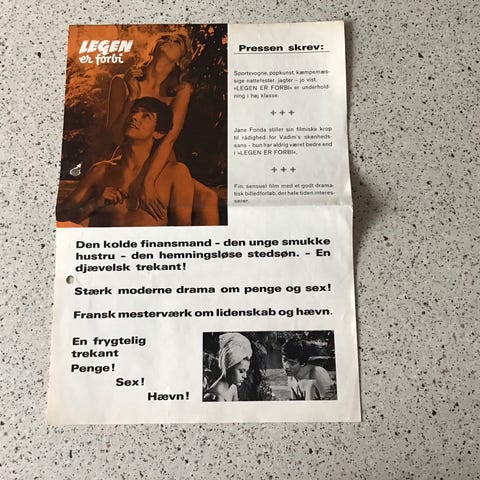 LEGEN
er forbi
Pressen skrev:
Sportsvogne, popkunst, kæmpemæs-
sige nattefester, jagter – jo vist,
»LEGEN ER FORBI« er underhold-
ning i høj klasse.
+++
Jane Fonda stiller sin filmiske krop
til rådighed for Vadim's skønheds-
sans – hun har aldrig været bedre end
i »LEGEN ER FORBI«.
+++
Fin, sensuel film med et godt drama-
tisk billedforløb, der hele tiden interes-
serer.
Den kolde finansmand - den unge smukke
hustru - den hemningsløse stedsøn. - En
djævelsk trekant!
Stærk moderne drama om penge og sex!
Fransk mesterværk om lidenskab og hævn.
En frygtelig
trekant
Penge!
Sex!
Hævn!